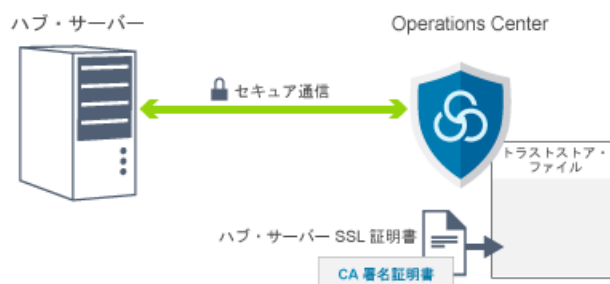 ハブ・サーバー
Operations Center
セキュア通信
トラストストア・
ファイル
ハブ・サーバー SSL 証明書
CA 署名証明書